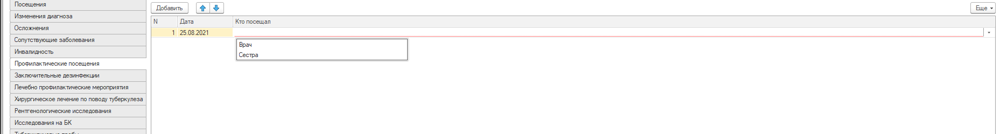 Посещения
Изменения диагноза
Осложнения
Сопутствующие заболевания
Инвалидность
Профилактические посещения
Заключительные дезинфекции
Лечебно профилактические мероприятия
Хирургическое лечение по поводу туберкулеза
Рентгенологические исследования
Исследования на БК
Добавить
Еще
N Дата Кто посещал
1 25.08.2021
Врач
Сестра